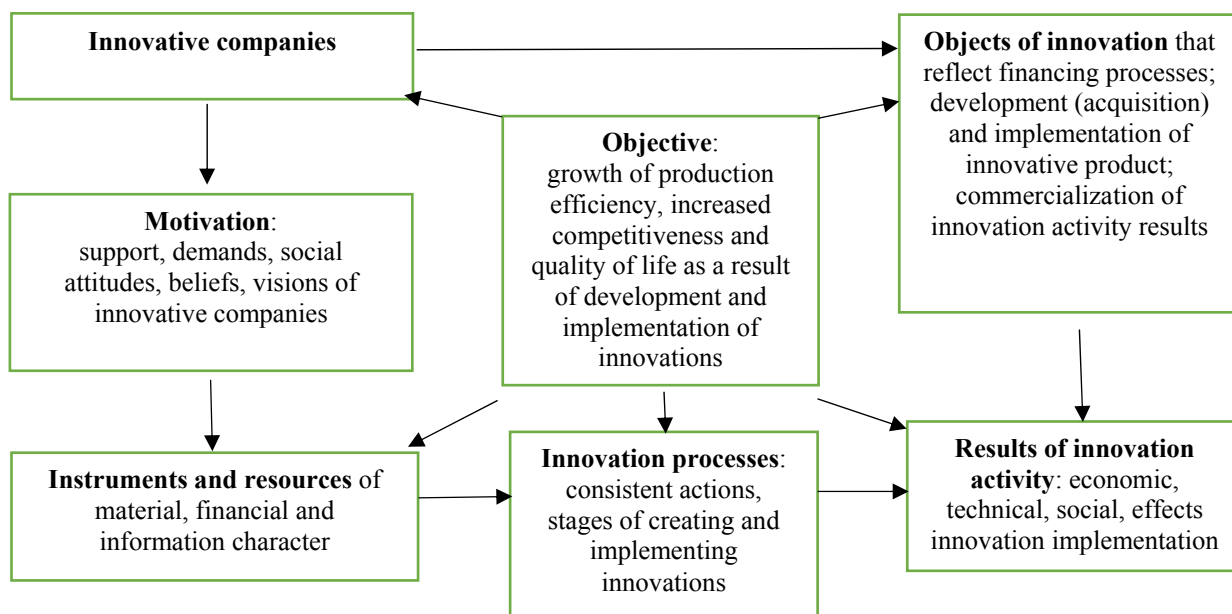 Innovative companies
Objects of innovation that
reflect financing processes;
development (acquisition)
and implementation of
innovative product;
commercialization of
innovation activity results
Objective:
growth of production
efficiency, increased
competitiveness and
quality of life as a result
of development and
implementation of
innovations
Motivation:
support, demands, social
attitudes, beliefs, visions of
innovative companies
Instruments and resources of
material, financial and
information character
Innovation processes:
consistent actions,
stages of creating and
implementing
innovations
Results of innovation
activity: economic,
technical, social, effects
innovation implementation